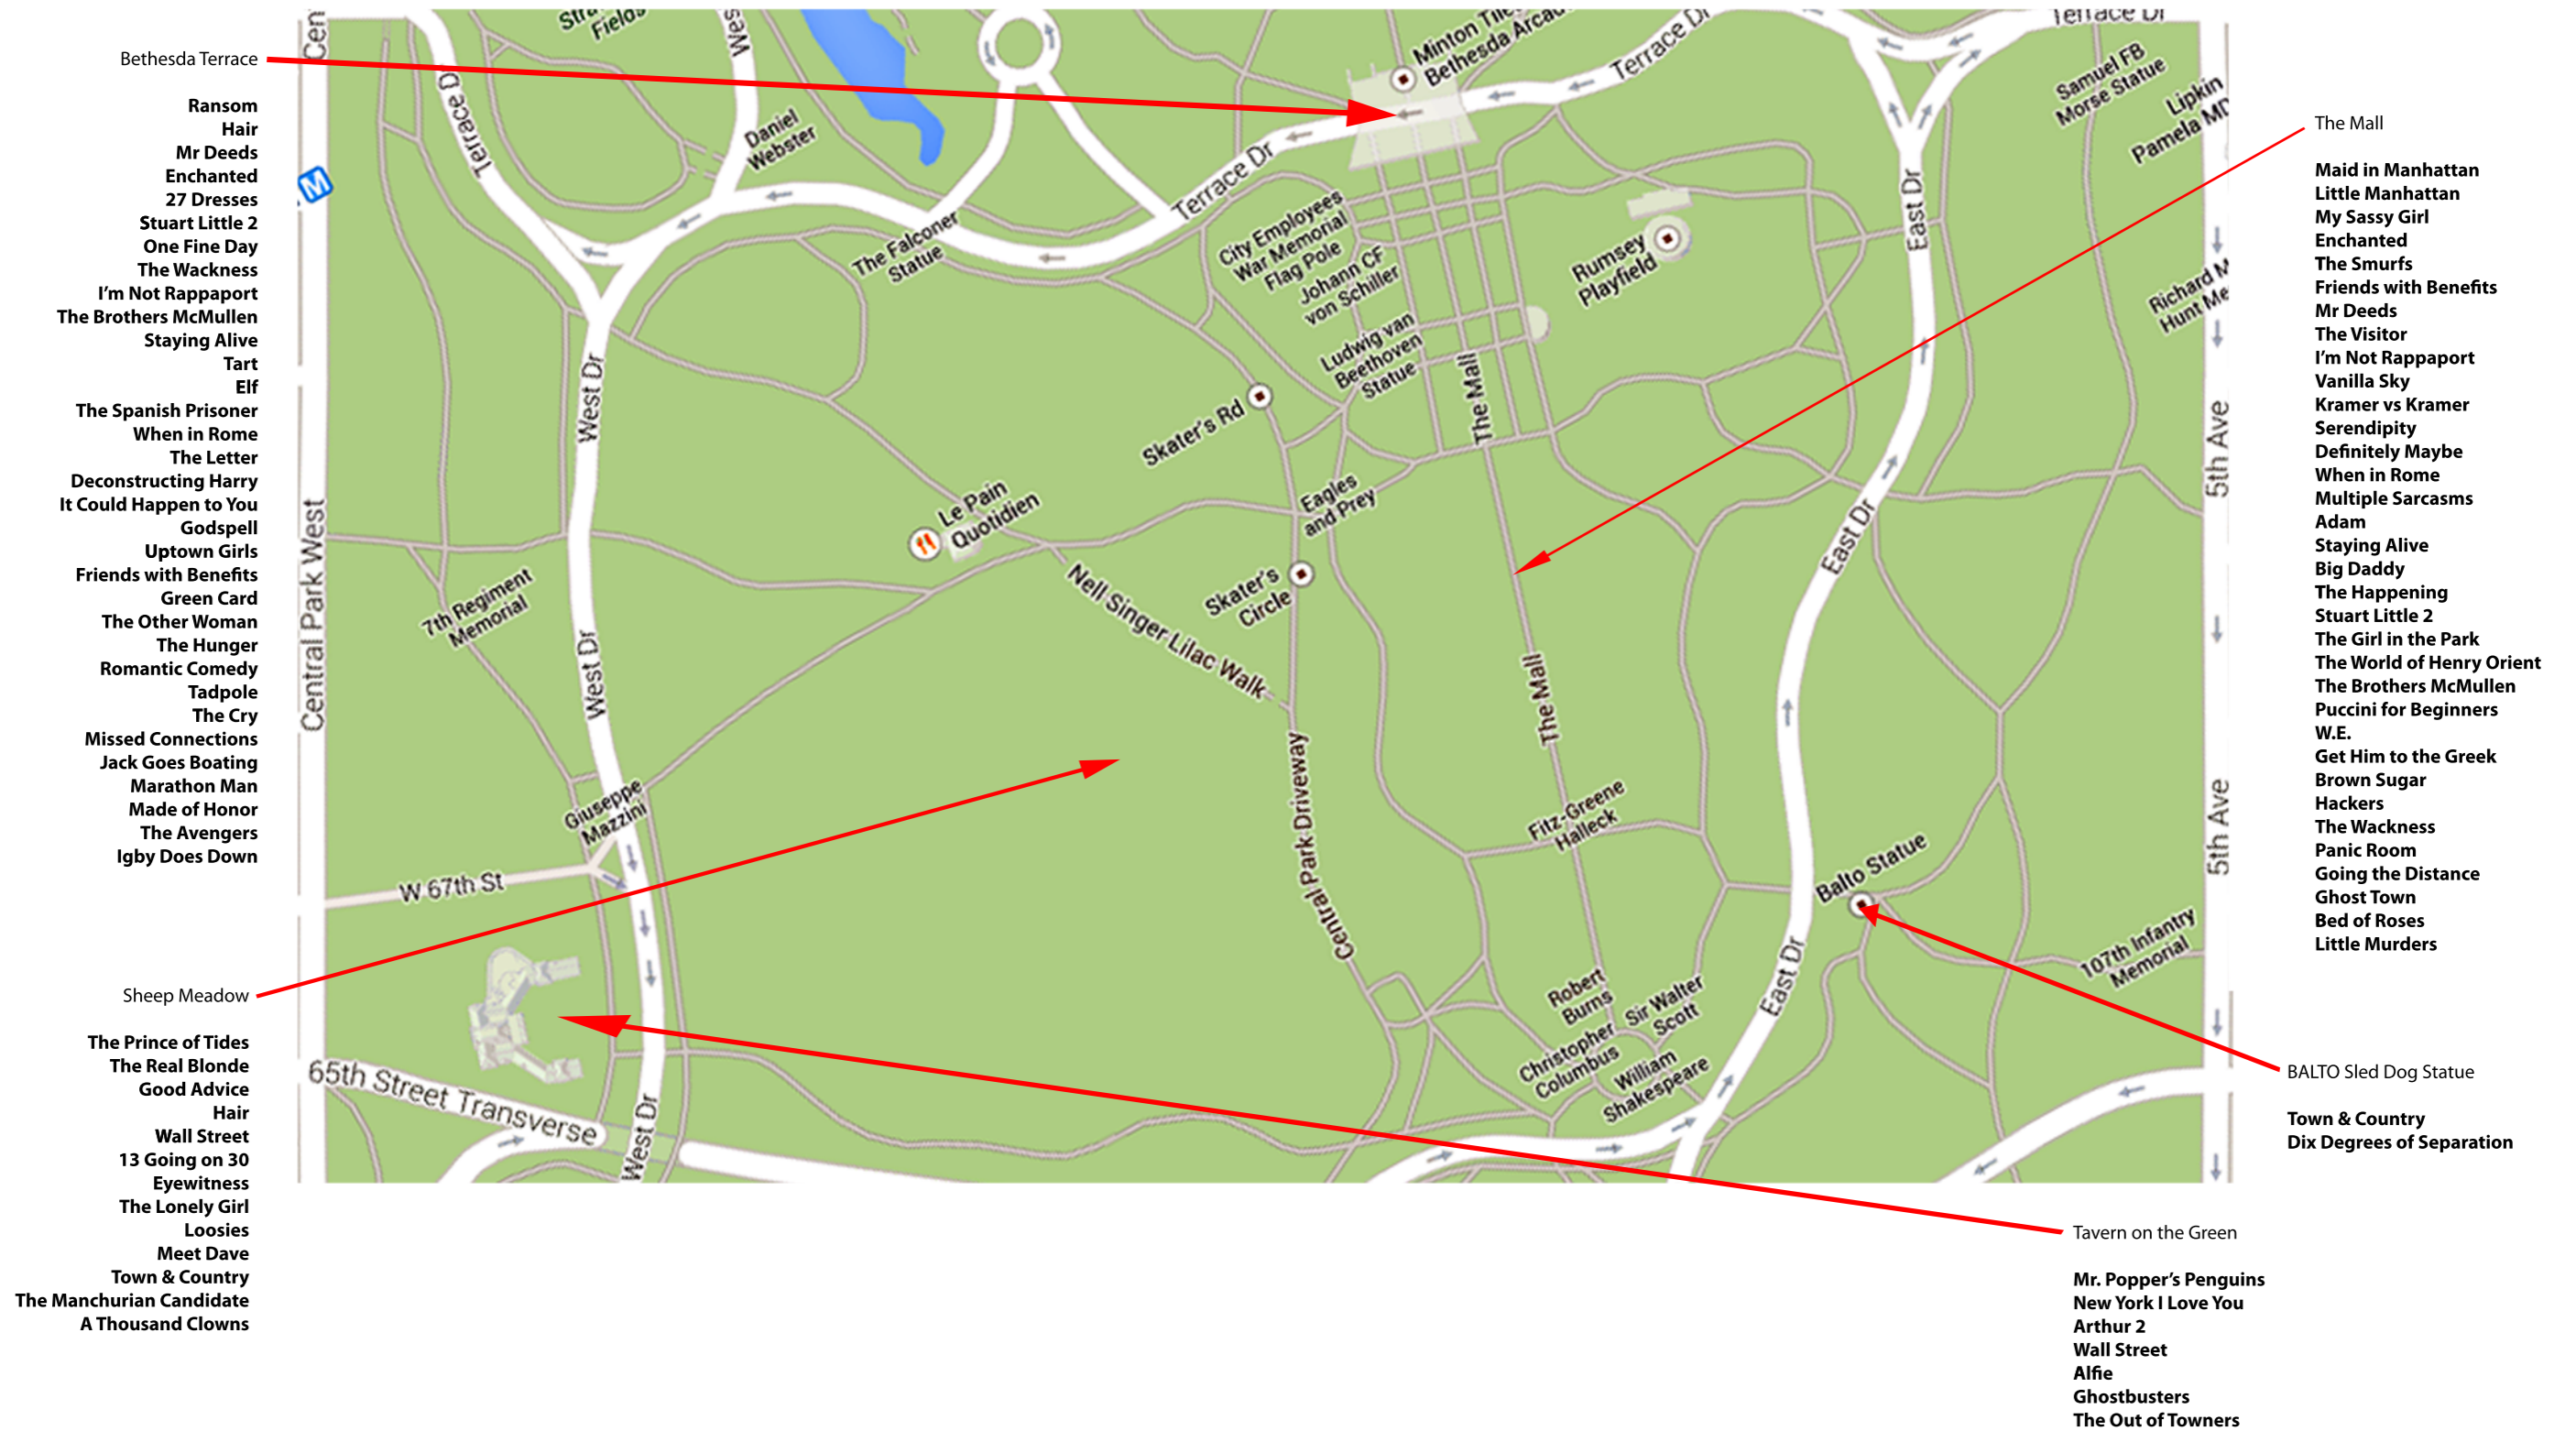 Bethesda Terrace
Ransom
Hair
Mr Deeds
Enchanted
27 Dresses
Stuart Little 2
One Fine Day
The Wackness
I'm Not Rappaport
The Brothers McMullen
Staying Alive
Tart
Elf
The Spanish Prisoner
When in Rome
The Letter
Deconstructing Harry
It Could Happen to You
Godspell
Uptown Girls
Friends with Benefits
Green Card
The Other Woman
The Hunger
Romantic Comedy
Tadpole
The Cry
Missed Connections
Jack Goes Boating
Marathon Man
Made of Honor
The Avengers
Igby Does Down
Sheep Meadow
The Prince of Tides
The Real Blonde
Good Advice
Hair
Wall Street
13 Going on 30
Eyewitness
The Lonely Girl
Loosies
Meet Dave
Town & Country
The Manchurian Candidate
A Thousand Clowns
Fields
Terrace D
Daniel
Webster
M
The Falconer
Statue
Terrace Dr
Minton Tile
Bethesda Arcad
Terrace Dr
Terrace Dr
Samuel FB
Morse Statue
Lipkin
Pamela MD
City Employees
War Memorial
Flag Pole
Johann CF
von Schiller
Ludwig van
Beethoven
Statue
Rumsey
Playfield
East Dr
Richard M
Hunt Me
5th Ave
West Dr
Skater's Rd
The Mall
Le Pain
Quotidien
Eagles
and Prey
East Dr
Central Park West
7th Regiment
Memorial
West Dr
Nell Singer Lilac Walk
Skater's
Circle
The Mall
Central Park Driveway
Giuseppe
Mazzini
Fitz-Greene
Halleck
Balto Statue
5th Ave
W 67th St
107th Infantry
Memorial
East Dr
Robert
Burns
Sir Walter
Scott
Christopher
Columbus
William
Shakespeare
65th Street Transverse
West Dr
The Mall
Maid in Manhattan
Little Manhattan
My Sassy Girl
Enchanted
The Smurfs
Friends with Benefits
Mr Deeds
The Visitor
I'm Not Rappaport
Vanilla Sky
Kramer vs Kramer
Serendipity
Definitely Maybe
When in Rome
Multiple Sarcasms
Adam
Staying Alive
Big Daddy
The Happening
Stuart Little 2
The Girl in the Park
The World of Henry Orient
The Brothers McMullen
Puccini for Beginners
W.E.
Get Him to the Greek
Brown Sugar
Hackers
The Wackness
Panic Room
Going the Distance
Ghost Town
Bed of Roses
Little Murders
BALTO Sled Dog Statue
Town & Country
Dix Degrees of Separation
Tavern on the Green
Mr. Popper's Penguins
New York I Love You
Arthur 2
Wall Street
Alfie
Ghostbusters
The Out of Towners